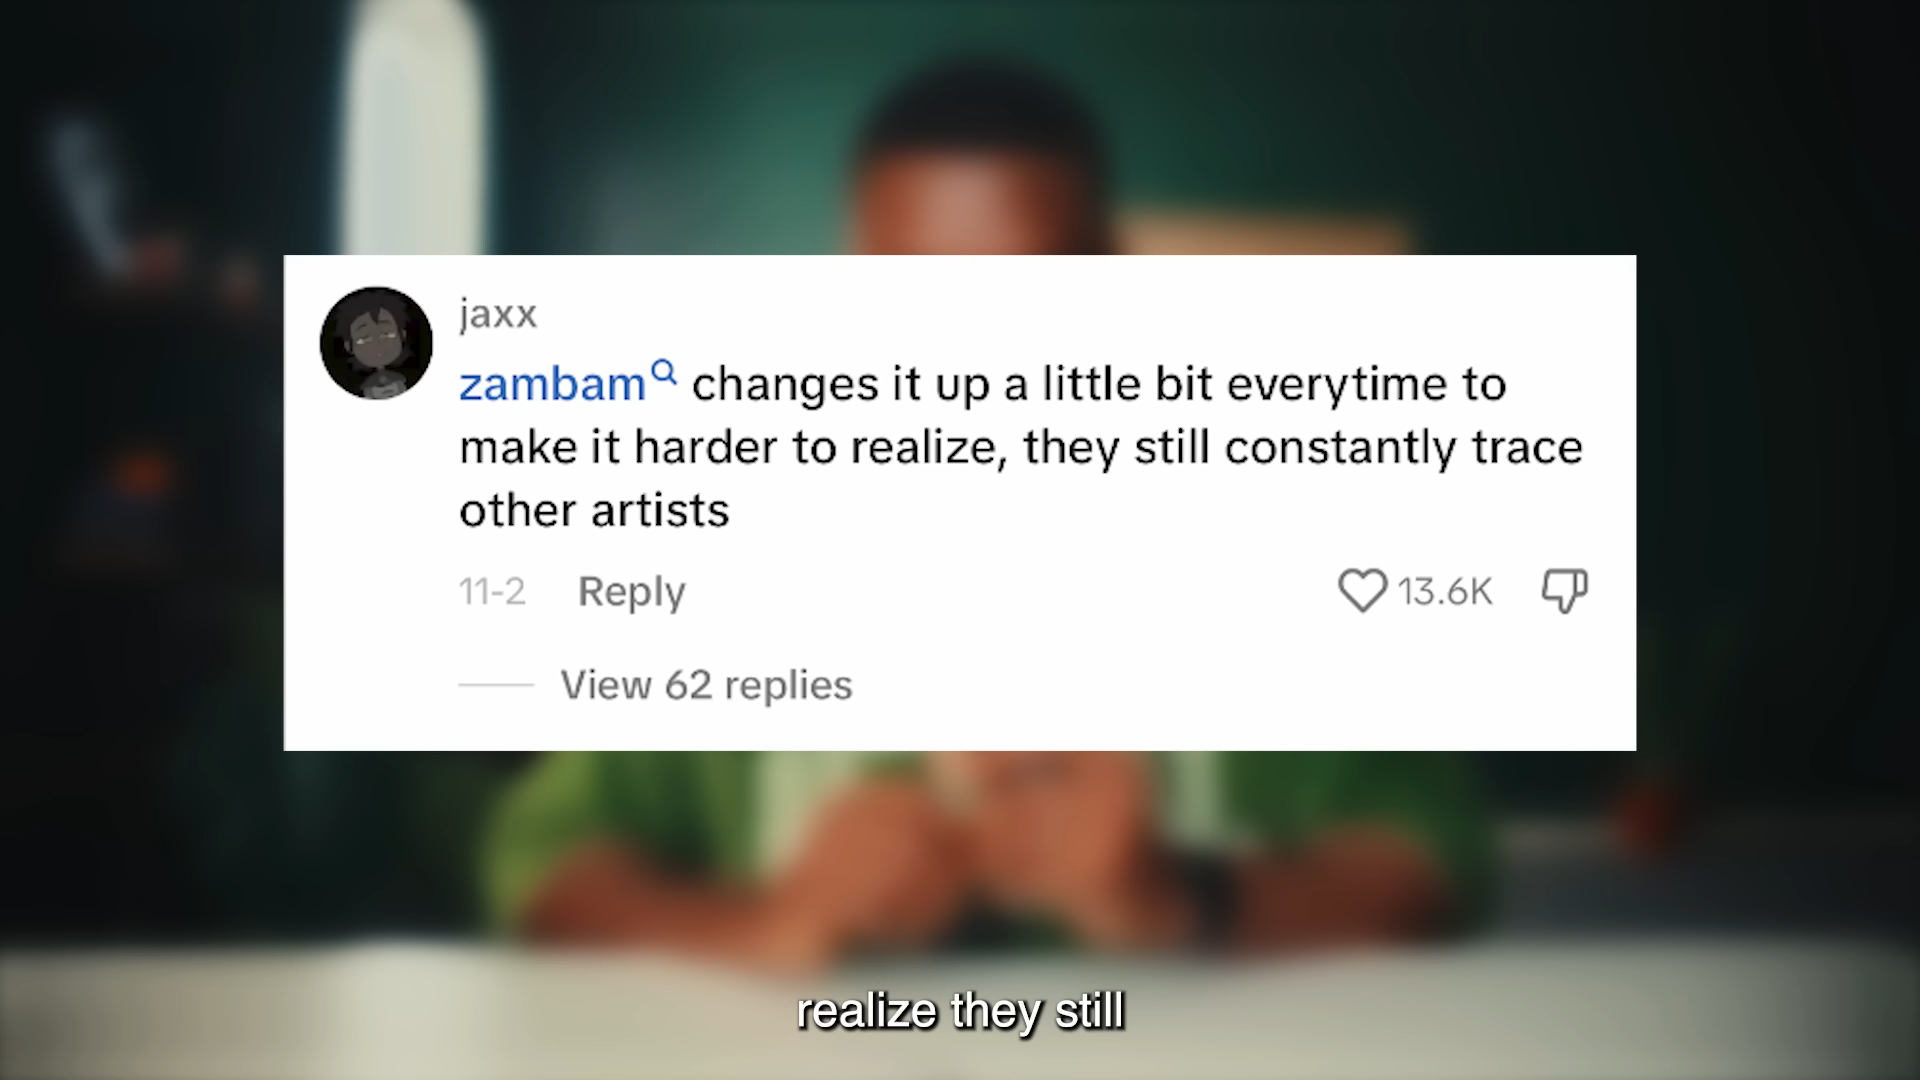 jaxx
zambam changes it up a little bit everytime to
make it harder to realize, they still constantly trace
other artists
11-2 Reply 13.6K
View 62 replies
realize they still